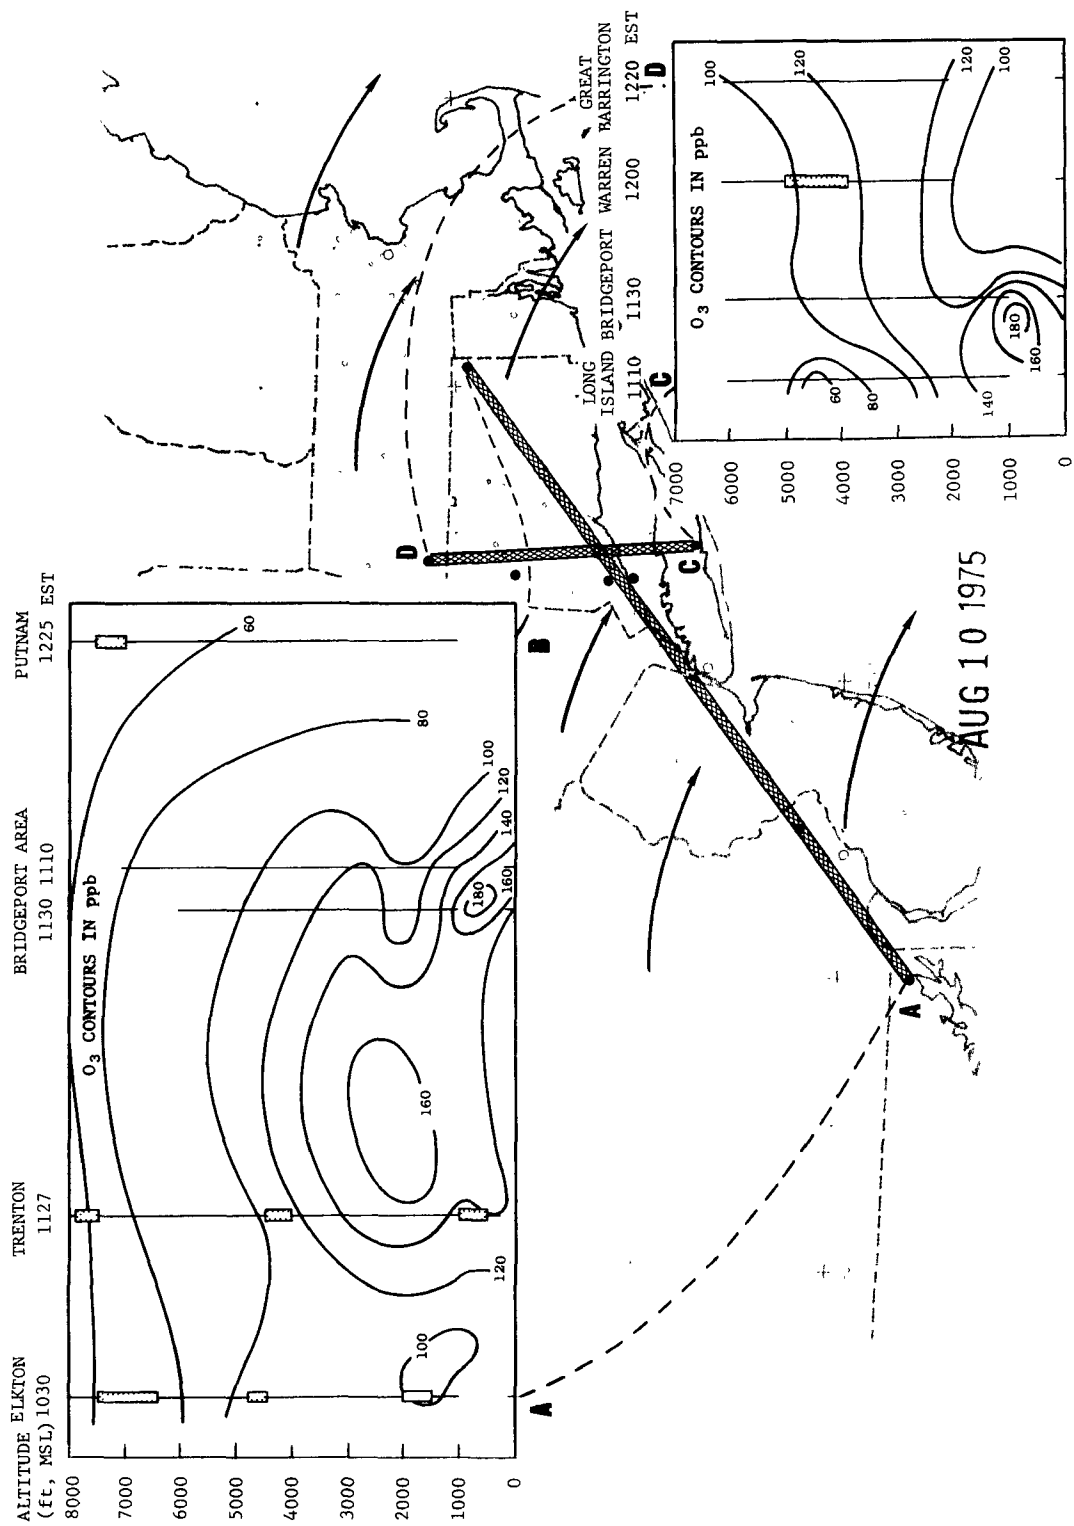 ALTITUDE ELKTON TRENTON BRIDGEPORT AREA PUTNAM
(ft, MSL) 1030 1127 1130 1110 1225 EST
8000
7000
6000
5000
4000
3000
2000
1000
0
O3 CONTOURS IN ppb
60
80
100
120
140
160
180
160
100
120
A
B
D
C
A
AUG 10 1975
LONG GREAT
ISLAND BRIDGEPORT WARREN BARRINGTON
1110 1130 1200 1220 EST
C
D
7000
6000
5000
4000
3000
2000
1000
0
O3 CONTOURS IN ppb
100
120
120
100
60
80
140
180
160